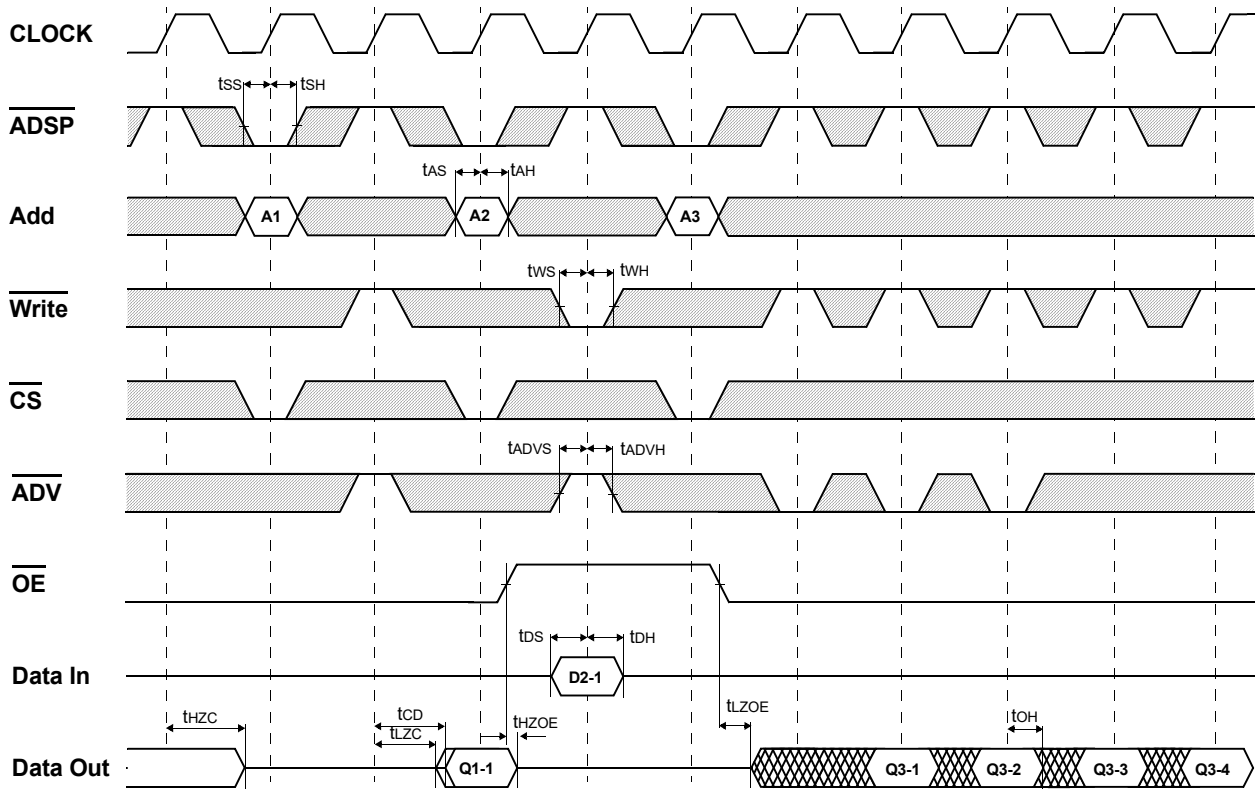 CLOCK
tSS tSH
ADSP
tAS tAH
Add A1 A2 A3
tWS tWH
Write
CS
tADVS tADVH
ADV
OE
tDS tDH
Data In D2-1
tHZC tCD tLZC tHZOE tLZOE tOH
Data Out Q1-1 Q3-1 Q3-2 Q3-3 Q3-4